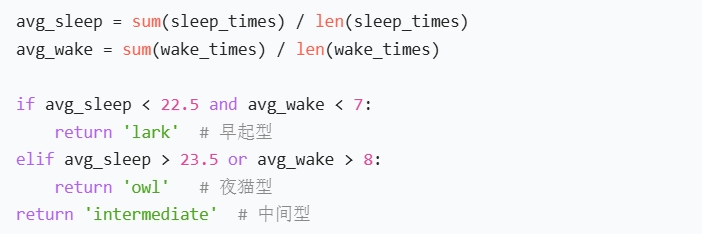 avg_sleep = sum(sleep_times) / len(sleep_times)
avg_wake = sum(wake_times) / len(wake_times)

if avg_sleep < 22.5 and avg_wake < 7:
    return 'lark'  # 早起型
elif avg_sleep > 23.5 or avg_wake > 8:
    return 'owl'   # 夜猫型
return 'intermediate'  # 中间型